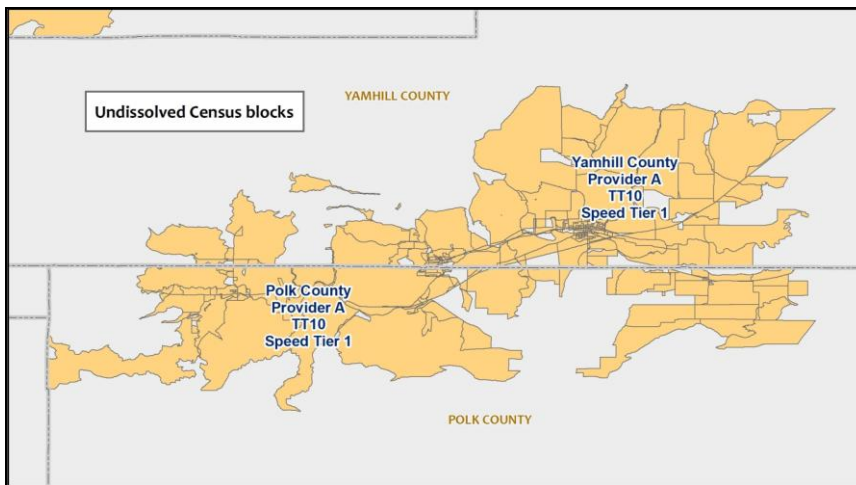 Undissolved Census blocks
YAMHILL COUNTY
Yamhill County
Provider A
TT10
Speed Tier 1
Polk County
Provider A
TT10
Speed Tier 1
POLK COUNTY